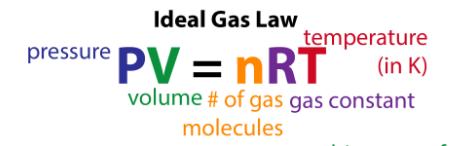 Ideal Gas Law
temperature
pressure PV = nRT (in K)
volume # of gas gas constant
molecules